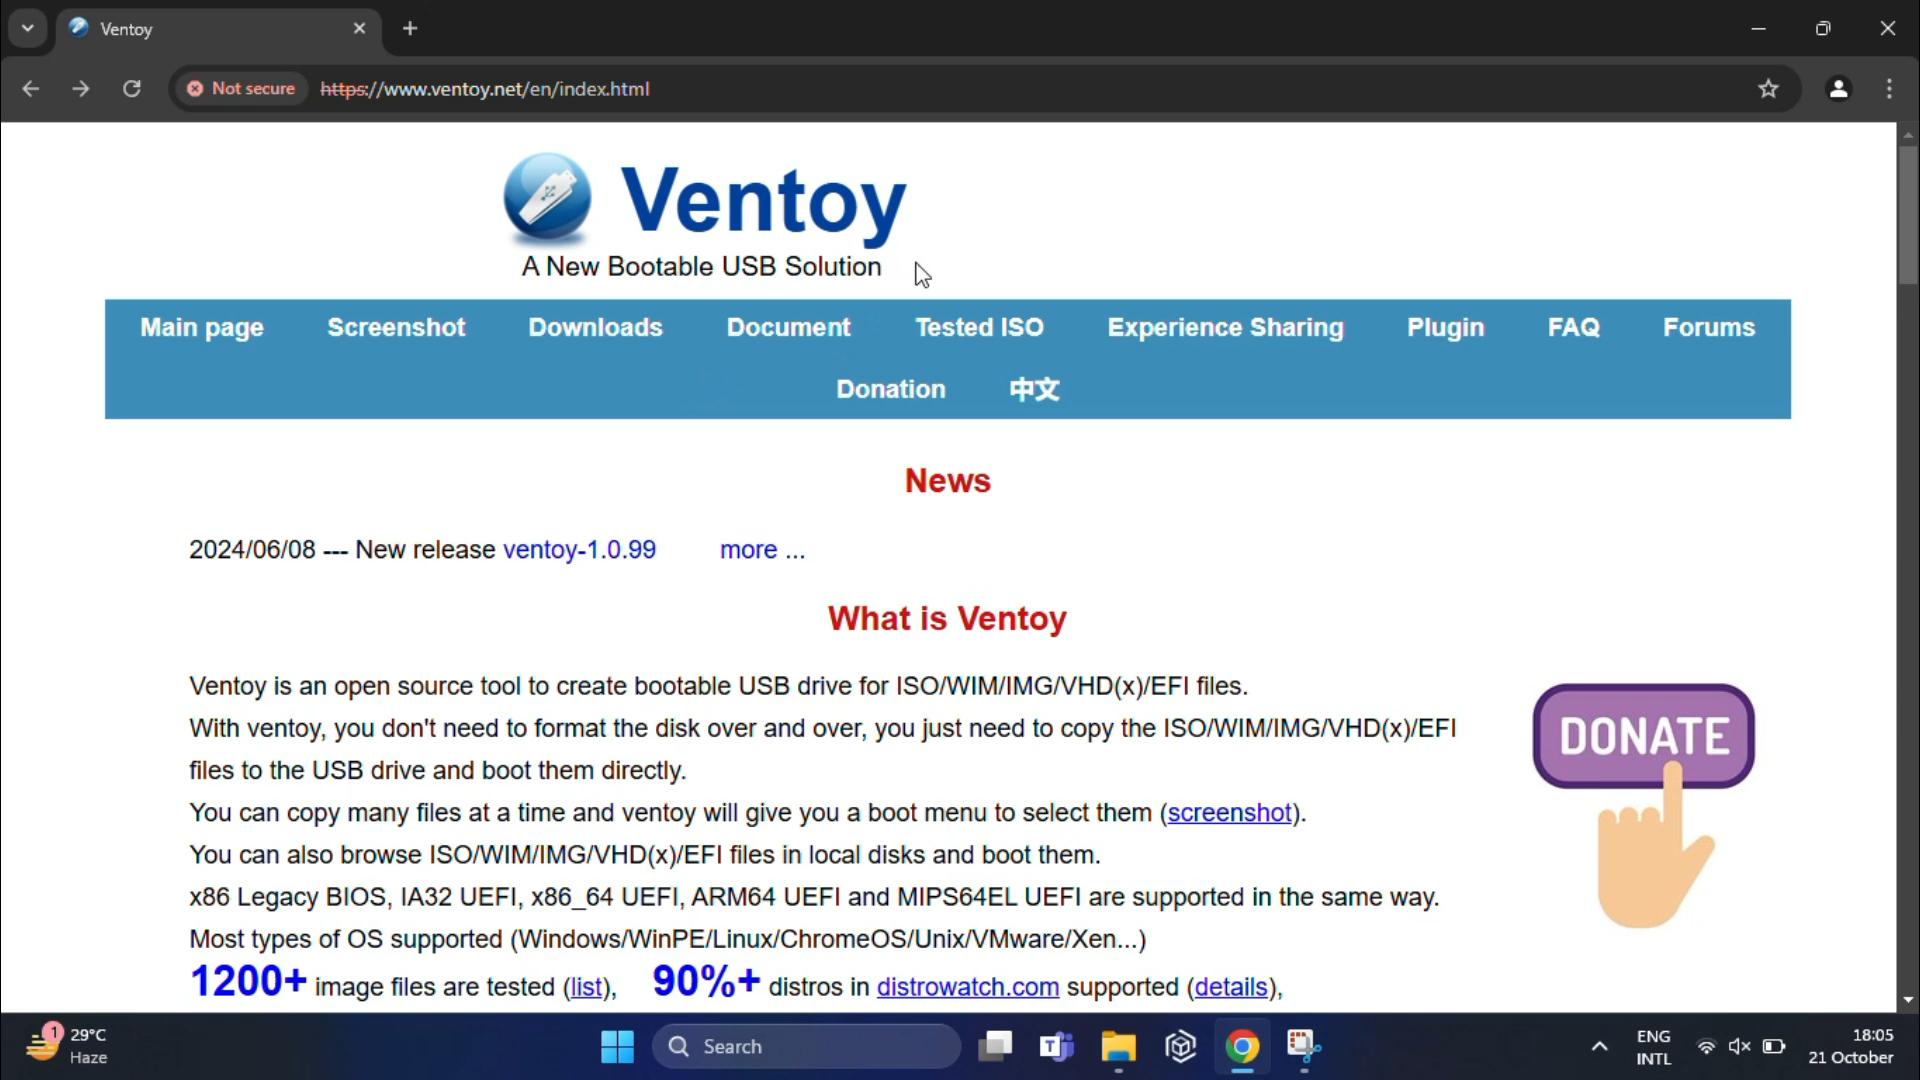 Ventoy
Not secure https://www.ventoy.net/en/index.html
Ventoy
A New Bootable USB Solution
Main page Screenshot Downloads Document Tested ISO Experience Sharing Plugin FAQ Forums
Donation 中文
News
2024/06/08 --- New release ventoy-1.0.99 more ...
What is Ventoy
Ventoy is an open source tool to create bootable USB drive for ISO/WIM/IMG/VHD(x)/EFI files.
With ventoy, you don't need to format the disk over and over, you just need to copy the ISO/WIM/IMG/VHD(x)/EFI
files to the USB drive and boot them directly.
You can copy many files at a time and ventoy will give you a boot menu to select them (screenshot).
You can also browse ISO/WIM/IMG/VHD(x)/EFI files in local disks and boot them.
x86 Legacy BIOS, IA32 UEFI, x86_64 UEFI, ARM64 UEFI and MIPS64EL UEFI are supported in the same way.
Most types of OS supported (Windows/WinPE/Linux/ChromeOS/Unix/VMware/Xen...)
1200+ image files are tested (list), 90%+ distros in distrowatch.com supported (details),
DONATE
1 29°C
Haze
Search
T
ENG
INTL
18:05
21 October